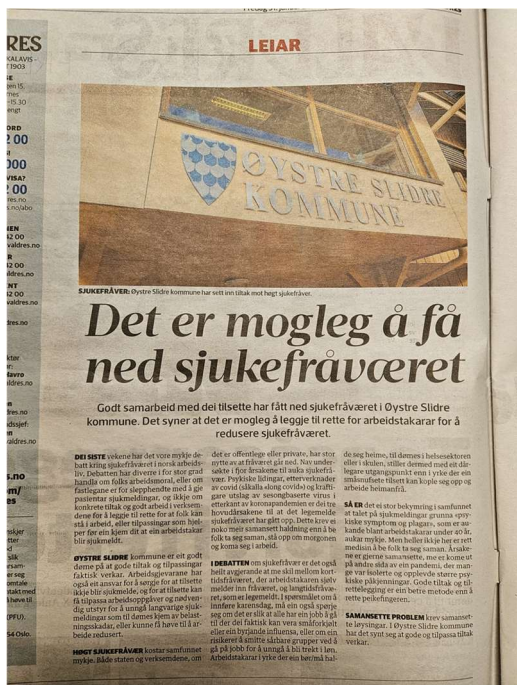 LEIAR
ØYSTRE SLIDRE
KOMMUNE
SJUKEFRÅVER: Øystre Slidre kommune har sett inn tiltak mot høgt sjukefråver.
Det er mogleg å få
ned sjukefråværet
Godt samarbeid med dei tilsette har fått ned sjukefråværet i Øystre Slidre
kommune. Det syner at det er mogleg å leggje til rette for arbeidstakarar for å
redusere sjukefråværet.
DEI SISTE vekene har det vore mykje de-
batt kring sjukefråværet i norsk arbeids-
liv. Debatten har diverre i for stor grad
handla om folks arbeidsmoral, eller om
fastlegane er for slepphendte med å gje
pasientar sjukmeldingar, og ikkje om
konkrete tiltak og godt arbeid i verksem-
dene for å leggje til rette for at folk kan
stå i arbeid, eller tilpassingar som hjel-
per før ein kjem dit at ein arbeidstakar
blir sjukmeldt.
ØYSTRE SLIDRE kommune er eit godt
døme på at gode tiltak og tilpassingar
faktisk verkar. Arbeidsgjevarane har
også eit ansvar for å sørgje for at tilsette
ikkje blir sjukmelde, og for at tilsette kan
få tilpassa arbeidsoppgåver og nødven-
dig utstyr for å unngå langvarige sjuk-
meldingar som til dømes kjem av belast-
ningsskadar, eller kunne få høve til å ar-
beide redusert.
HØGT SJUKEFRÅVÆR kostar samfunnet
mykje. Både staten og verksemdene, om
det er offentlege eller private, har stor
nytte av at fråværet går ned. Nav under-
søkte i fjor årsakene til auka sjukefrå-
vær. Psykiske lidingar, etterverknader
av covid (såkalla long covid) og kraftig-
are utslag av sesongbaserte virus i
etterkant av koronapandemien er dei tre
hovudårsakene til at det legemeldte
sjukefråværet har gått opp. Dette krev ei
noko meir samansett haldning enn å be
folk ta seg saman, stå opp om morgonen
og koma seg i arbeid.
I DEBATTEN om sjukefråvær er det også
heilt avgjerande at me skil mellom kort-
tidsfråværet, der arbeidstakaren sjølv
melder inn fråværet, og langtidsfråvæ-
ret, som er legemeldt. I spørsmålet om å
innføre karensdag, må ein også spørje
seg om det er slik at alle har ein jobb å gå
til der dei faktisk kan vera småforkjølt
eller ein byrjande influensa, eller om ein
risikerer å smitte sårbare grupper ved å
gå på jobb for å unngå å bli trekt i løn.
Arbeidstakarar i yrke der ein bør/må hal-
de seg heime, til dømes i helsesektoren
eller i skulen, stiller dermed med eit dår-
legare utgangspunkt enn i yrke der ein
småsnufsete tilsett kan kople seg opp og
arbeide heimanfrå.
SÅ ER det ei stor bekymring i samfunnet
at talet på sjukmeldingar grunna «psy-
kiske symptom og plager», som er au-
kande blant arbeidstakarar under 40 år,
aukar mykje. Men heller ikkje her er rett
medisin å be folk ta seg saman. Årsake-
ne er gjerne samansette, me er kome ut
på andre sida av ein pandemi, der man-
ge var isolerte og opplevde større psy-
kiske påkjenningar. Gode tiltak og til-
rettelegging er ein betre metode enn å
rette peikefingeren.
SAMANSETTE PROBLEM krev samanset-
te løysingar. I Øystre Slidre kommune
har det synt seg at gode og tilpassa tiltak
verkar.